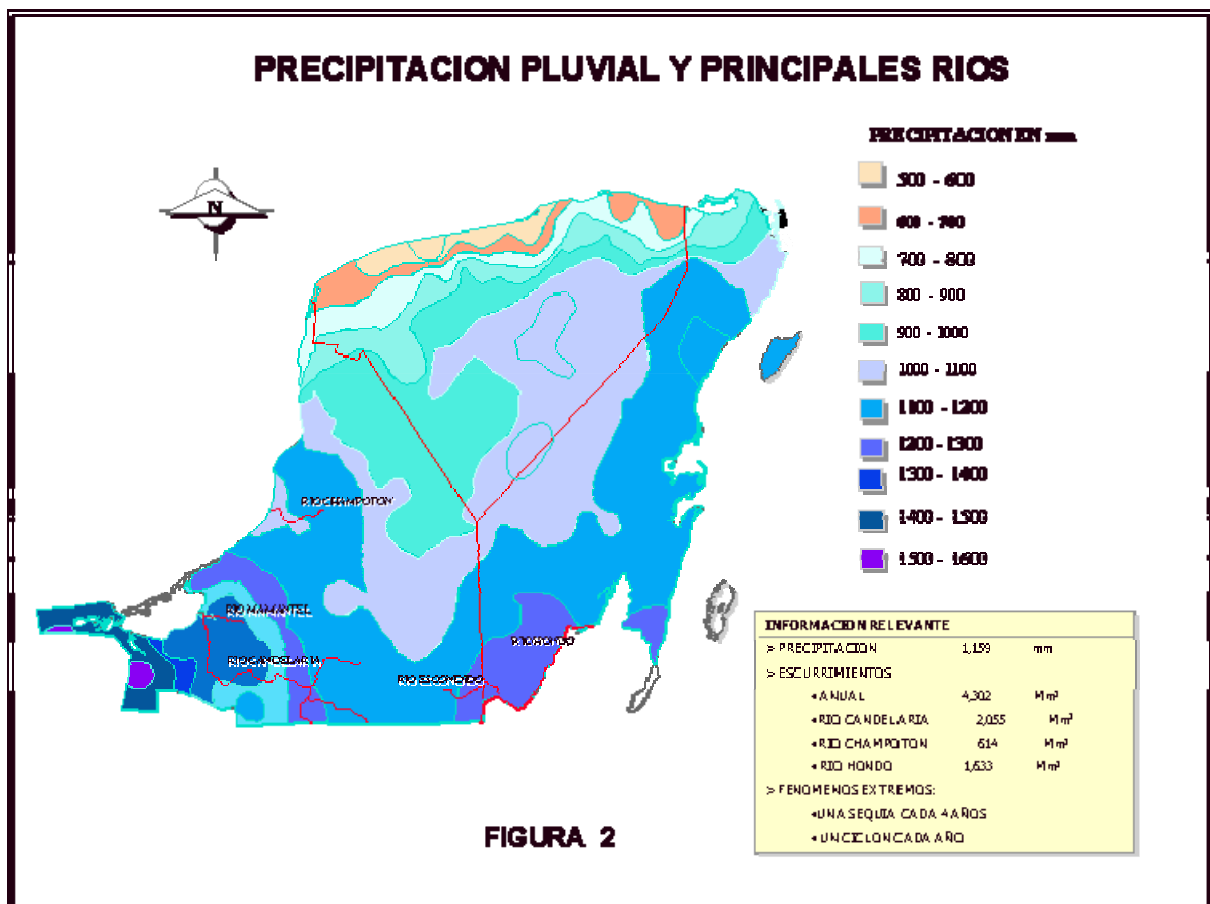 PRECIPITACION PLUVIAL Y PRINCIPALES RIOS
PRECIPITACION EN mm
N
500 - 600
600 - 700
700 - 800
800 - 900
900 - 1000
1000 - 1100
1100 - 1200
1200 - 1300
1300 - 1400
1400 - 1500
1500 - 1600
RIO CHAMPOTON
RIO MAMANTEL
RIO CANDELARIA
RIO ESCONDIDO
RIO HONDO
INFORMACION RELEVANTE
> PRECIPITACION 1,159 mm
> ESCURRIMIENTOS
•ANUAL 4,302 Mm³
•RIO CANDELARIA 2,055 Mm³
•RIO CHAMPOTON 614 Mm³
•RIO HONDO 1,633 Mm³
> FENOMENOS EXTREMOS:
•UNA SEQUIA CADA 4 AÑOS
•UN CICLON CADA AÑO
FIGURA 2